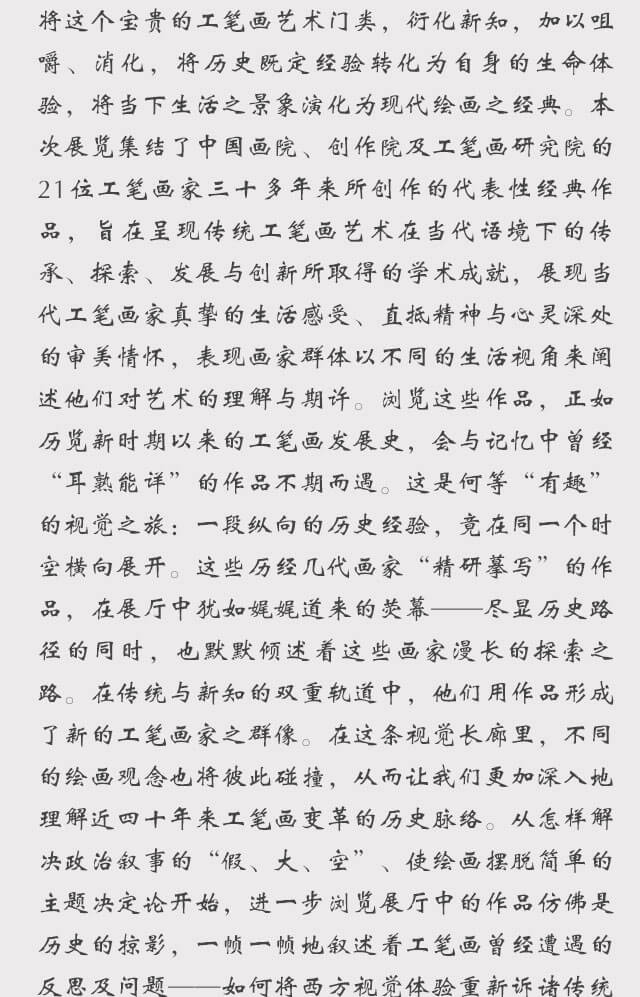 将这个宝贵的工笔画艺术门类，衍化新知，加以咀
嚼、消化，将历史既定经验转化为自身的生命体
验，将当下生活之景象演化为现代绘画之经典。本
次展览集结了中国画院、创作院及工笔画研究院的
21位工笔画家三十多年来所创作的代表性经典作
品，旨在呈现传统工笔画艺术在当代语境下的传
承、探索、发展与创新所取得的学术成就，展现当
代工笔画家真挚的生活感受、直抵精神与心灵深处
的审美情怀，表现画家群体以不同的生活视角来阐
述他们对艺术的理解与期许。浏览这些作品，正如
历览新时期以来的工笔画发展史，会与记忆中曾经
“耳熟能详”的作品不期而遇。这是何等“有趣”
的视觉之旅：一段纵向的历史经验，竟在同一个时
空横向展开。这些历经几代画家“精研摹写”的作
品，在展厅中犹如娓娓道来的荧幕——尽显历史路
径的同时，也默默倾述着这些画家漫长的探索之
路。在传统与新知的双重轨道中，他们用作品形成
了新的工笔画家之群像。在这条视觉长廊里，不同
的绘画观念也将彼此碰撞，从而让我们更加深入地
理解近四十年来工笔画变革的历史脉络。从怎样解
决政治叙事的“假、大、空”、使绘画摆脱简单的
主题决定论开始，进一步浏览展厅中的作品仿佛是
历史的掠影，一帧一帧地叙述着工笔画曾经遭遇的
反思及问题——如何将西方视觉体验重新诉诸传统